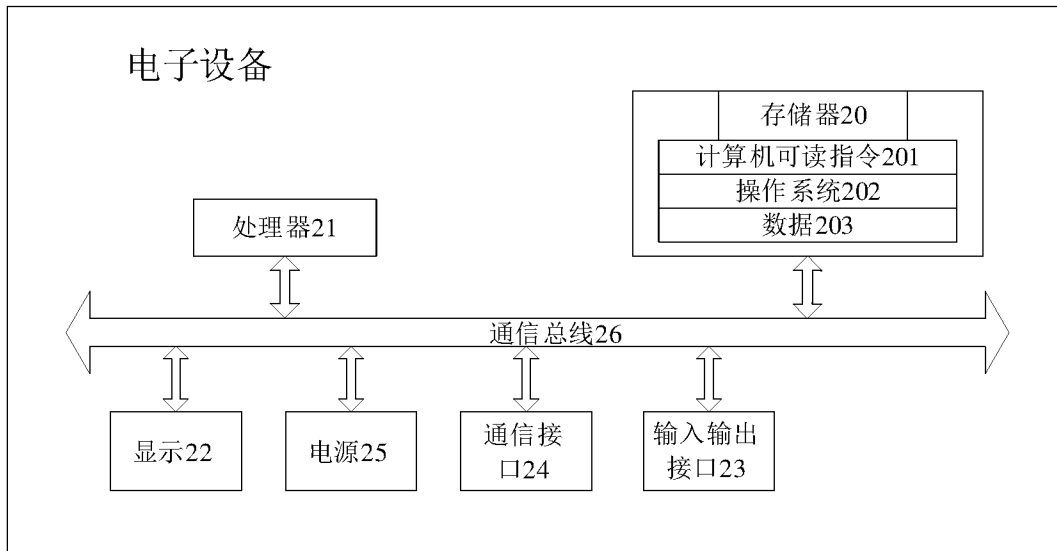 电子设备
存储器20
计算机可读指令201
操作系统202
数据203
处理器21
通信总线26
显示22
电源25
通信接
口24
输入输出
接口23